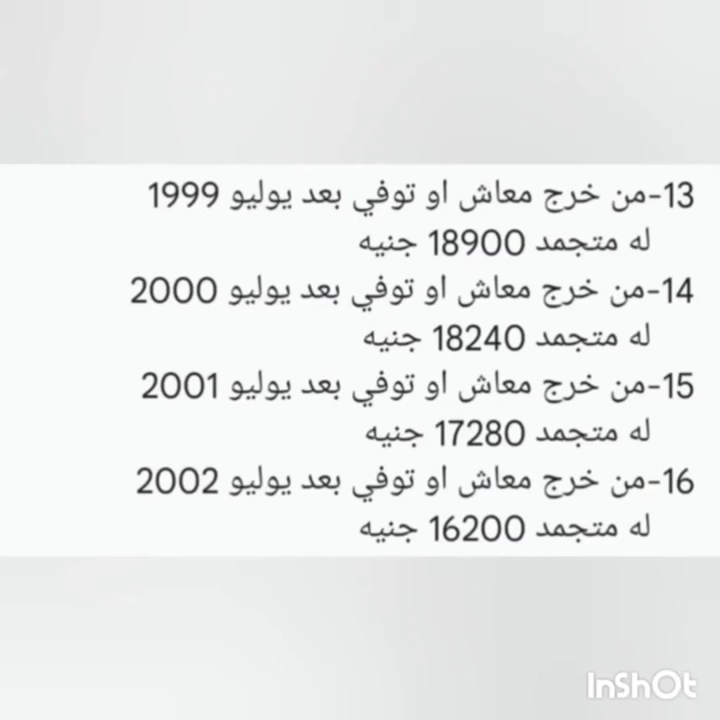 13-من خرج معاش او توفي بعد يوليو 1999
له متجمد 18900 جنيه
14-من خرج معاش او توفي بعد يوليو 2000
له متجمد 18240 جنيه
15-من خرج معاش او توفي بعد يوليو 2001
له متجمد 17280 جنيه
16-من خرج معاش او توفي بعد يوليو 2002
له متجمد 16200 جنيه
InShOt